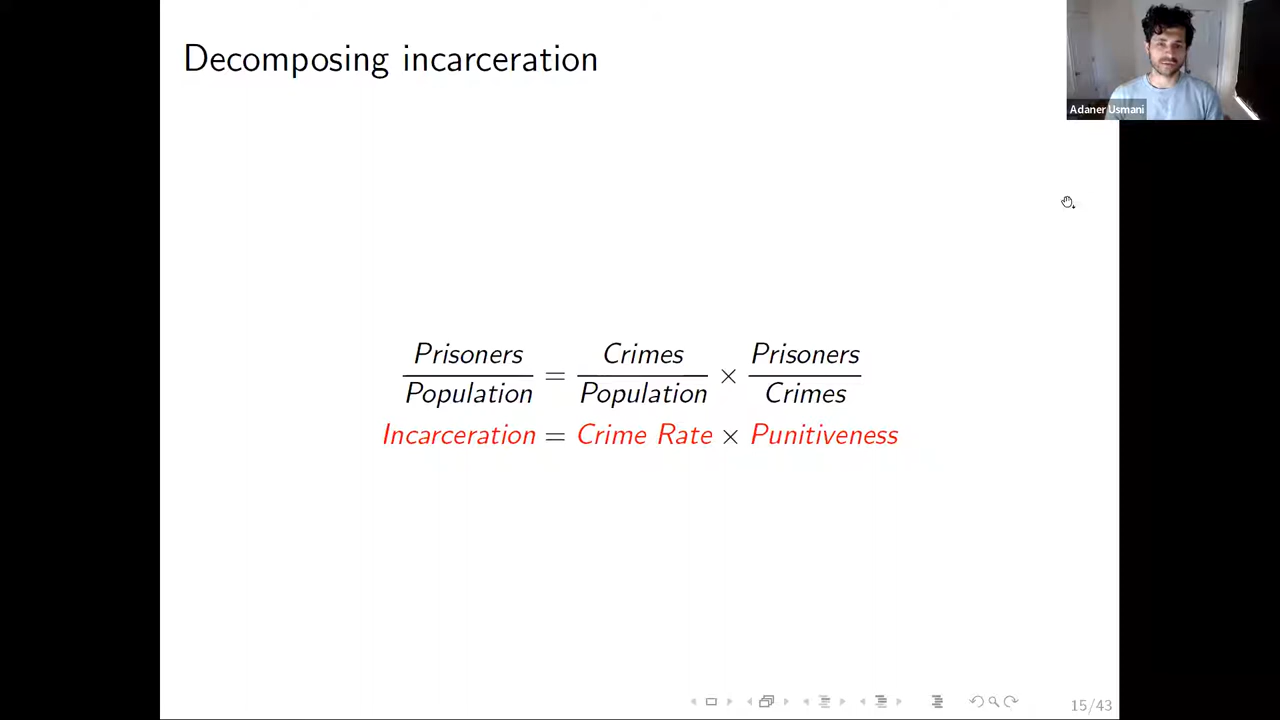 Decomposing incarceration
Adaner Usmani
Prisoners / Population = Crimes / Population × Prisoners / Crimes
Incarceration = Crime Rate × Punitiveness
15/43